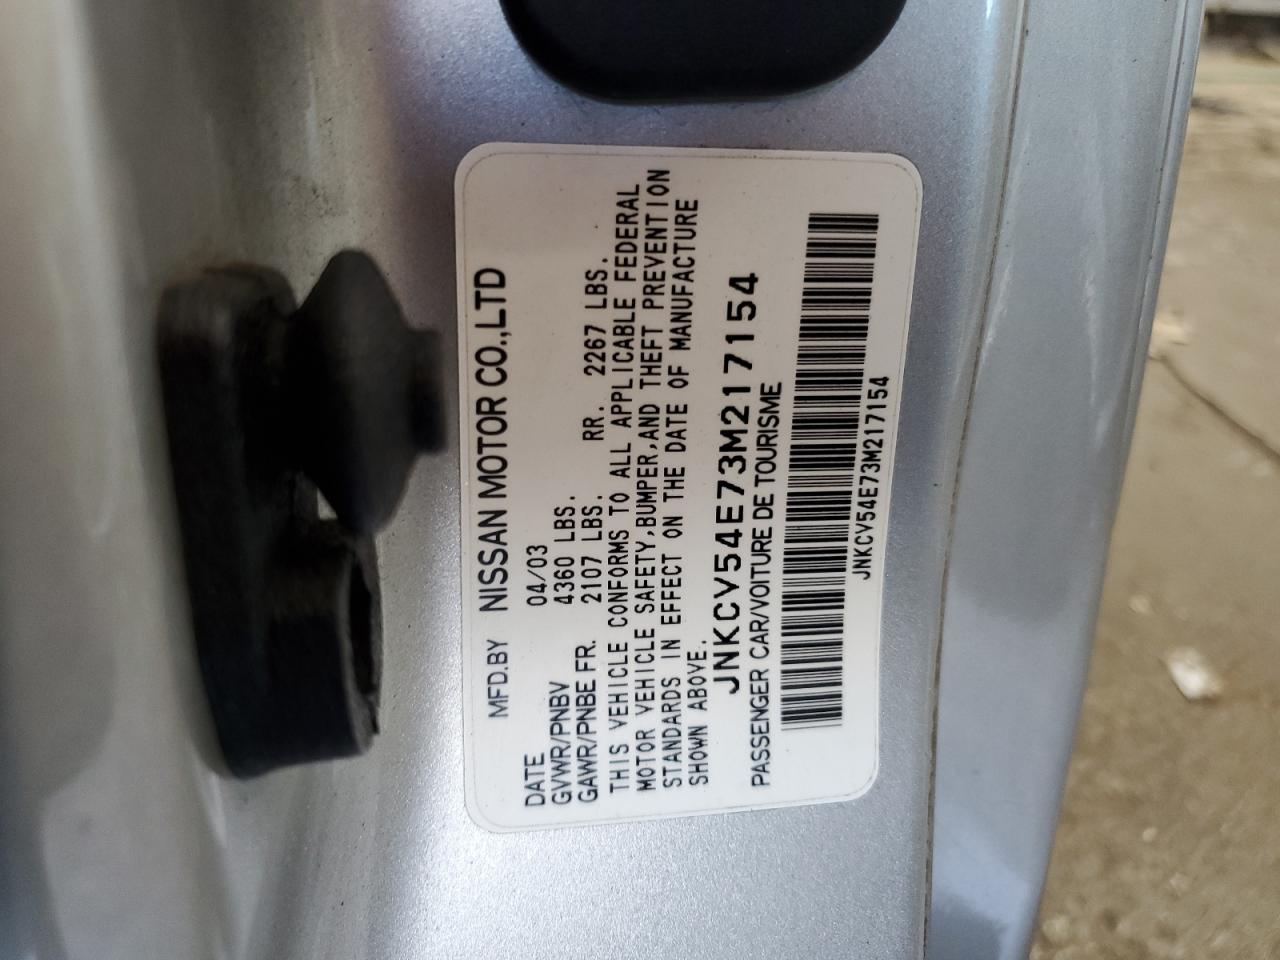 MFD.BY NISSAN MOTOR CO.,LTD
DATE 04/03
GVWR/PNBV 4360 LBS.
GAWR/PNBE FR. 2107 LBS. RR. 2267 LBS.
THIS VEHICLE CONFORMS TO ALL APPLICABLE FEDERAL
MOTOR VEHICLE SAFETY,BUMPER,AND THEFT PREVENTION
STANDARDS IN EFFECT ON THE DATE OF MANUFACTURE
SHOWN ABOVE.
JNKCV54E73M217154
PASSENGER CAR/VOITURE DE TOURISME
JNKCV54E73M217154